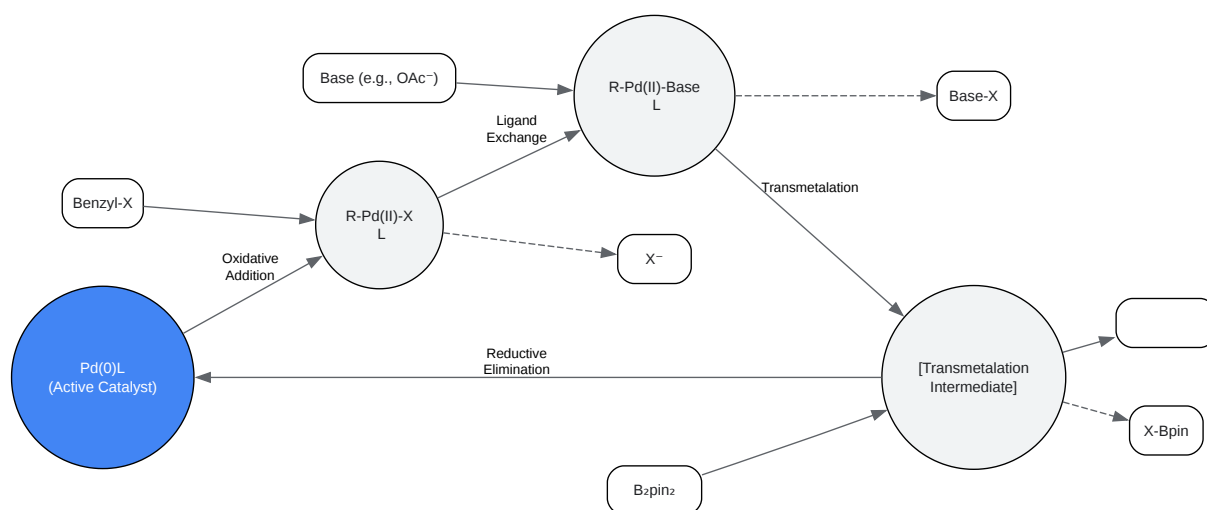 Base (e.g., OAc⁻)
R-Pd(II)-Base
L
Base-X
Ligand
Exchange
Benzyl-X
R-Pd(II)-X
L
Transmetalation
X⁻
Oxidative
Addition
Pd(0)L
(Active Catalyst)
Reductive
Elimination
[Transmetalation
Intermediate]
X-Bpin
B₂pin₂